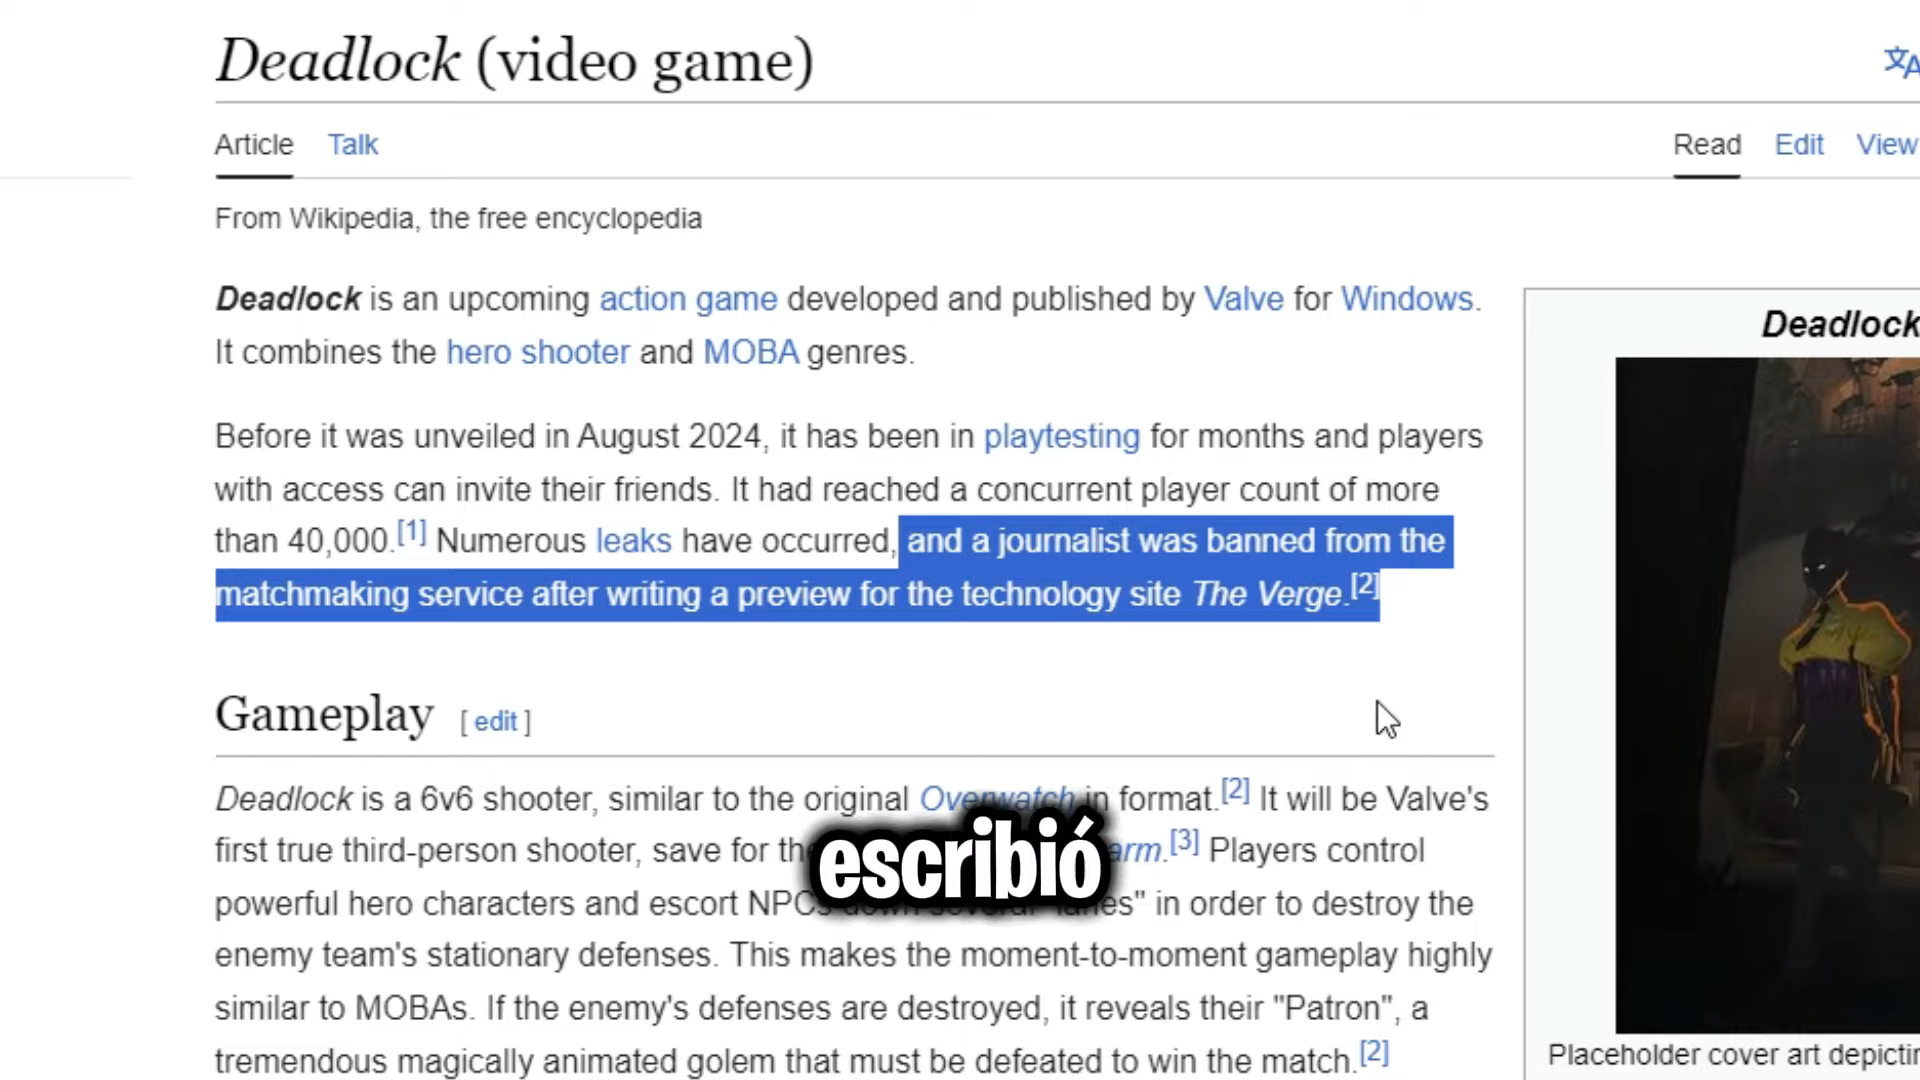 Deadlock (video game)
Article Talk Read Edit View
From Wikipedia, the free encyclopedia
Deadlock is an upcoming action game developed and published by Valve for Windows.
It combines the hero shooter and MOBA genres.
Before it was unveiled in August 2024, it has been in playtesting for months and players
with access can invite their friends. It had reached a concurrent player count of more
than 40,000.[1] Numerous leaks have occurred, and a journalist was banned from the
matchmaking service after writing a preview for the technology site The Verge.[2]
Gameplay [ edit ]
Deadlock is a 6v6 shooter, similar to the original Overwatch in format.[2] It will be Valve's
first true third-person shooter, save for the arm.[3] Players control
powerful hero characters and escort NPCs down several "lanes" in order to destroy the
enemy team's stationary defenses. This makes the moment-to-moment gameplay highly
similar to MOBAs. If the enemy's defenses are destroyed, it reveals their "Patron", a
tremendous magically animated golem that must be defeated to win the match.[2]
escribió
Deadlock
Placeholder cover art depictin